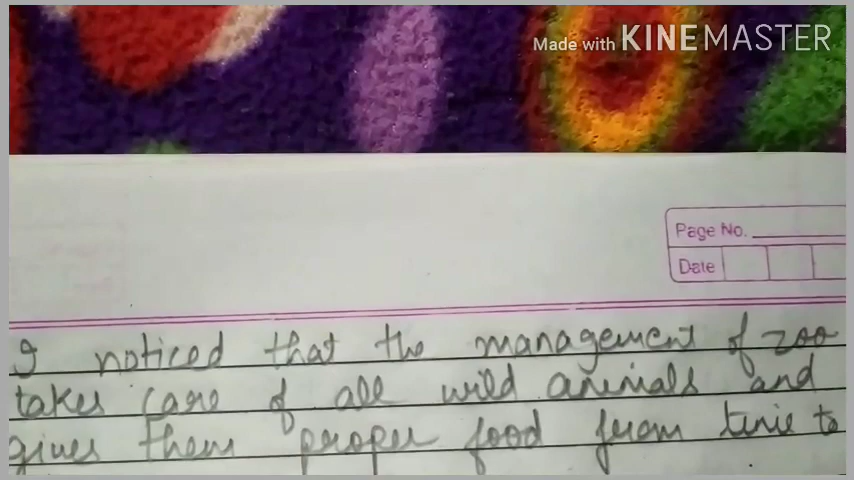 Made with KINEMASTER
Page No.
Date
I noticed that the management of zoo
takes care of all wild animals and
gives them proper food from time to